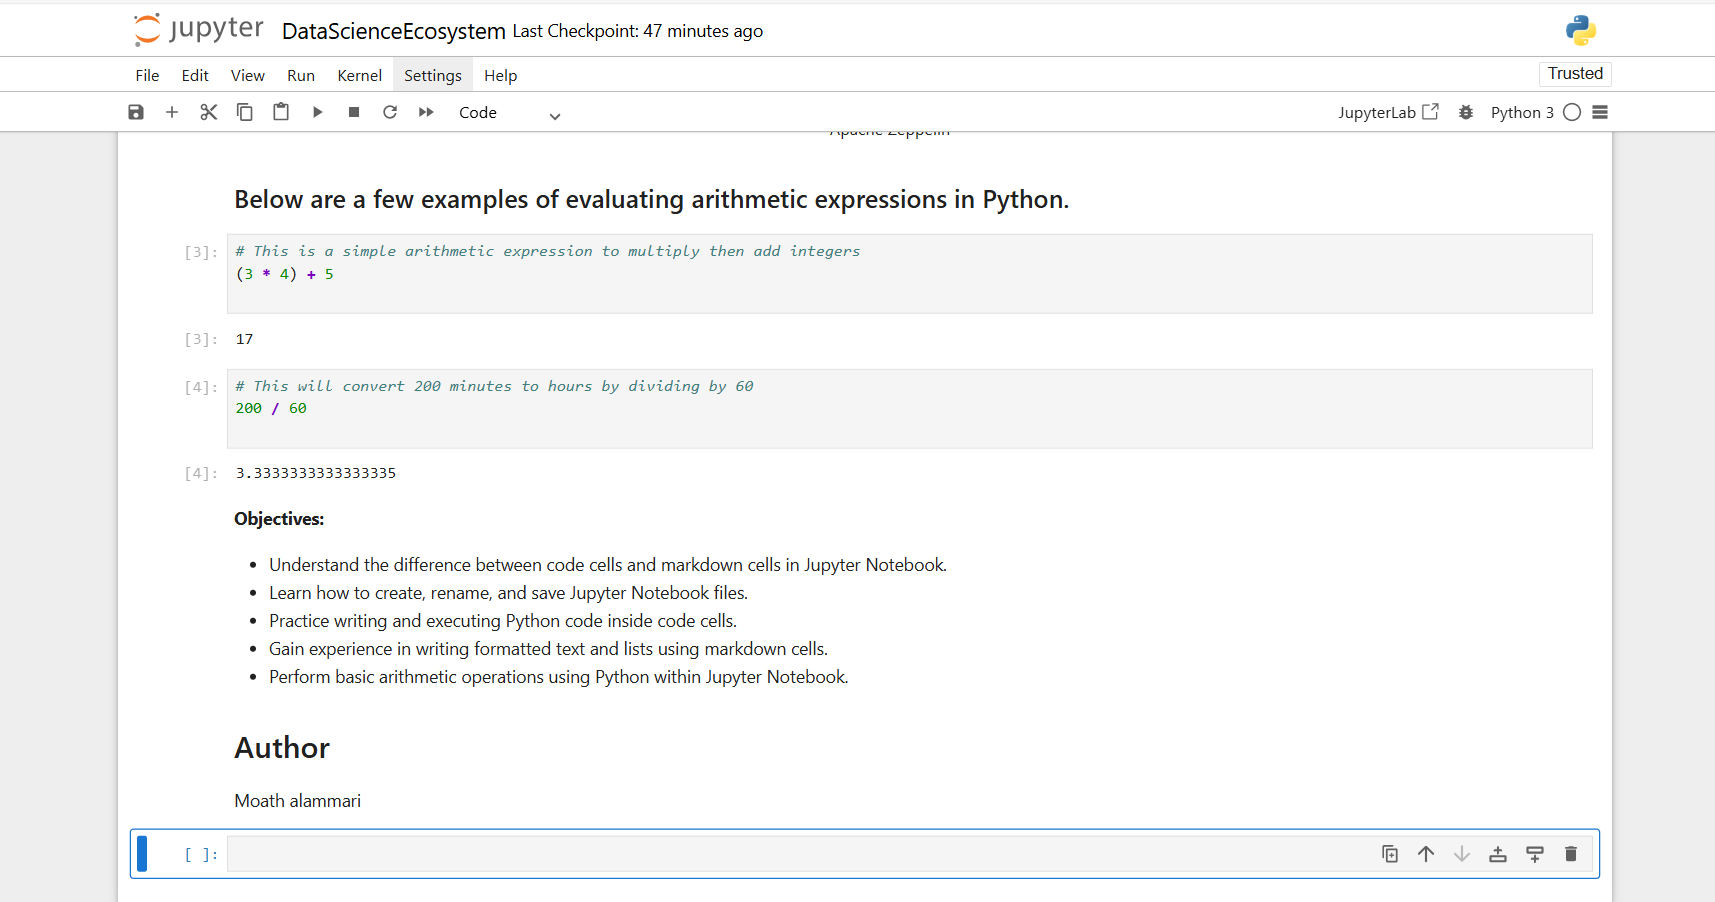 jupyter DataScienceEcosystem Last Checkpoint: 47 minutes ago
File Edit View Run Kernel Settings Help Trusted
Code JupyterLab Python 3
Apache Zeppelin
Below are a few examples of evaluating arithmetic expressions in Python.
[3]: # This is a simple arithmetic expression to multiply then add integers
(3 * 4) + 5
[3]: 17
[4]: # This will convert 200 minutes to hours by dividing by 60
200 / 60
[4]: 3.3333333333333335
Objectives:
• Understand the difference between code cells and markdown cells in Jupyter Notebook.
• Learn how to create, rename, and save Jupyter Notebook files.
• Practice writing and executing Python code inside code cells.
• Gain experience in writing formatted text and lists using markdown cells.
• Perform basic arithmetic operations using Python within Jupyter Notebook.
Author
Moath alammari
[ ]: